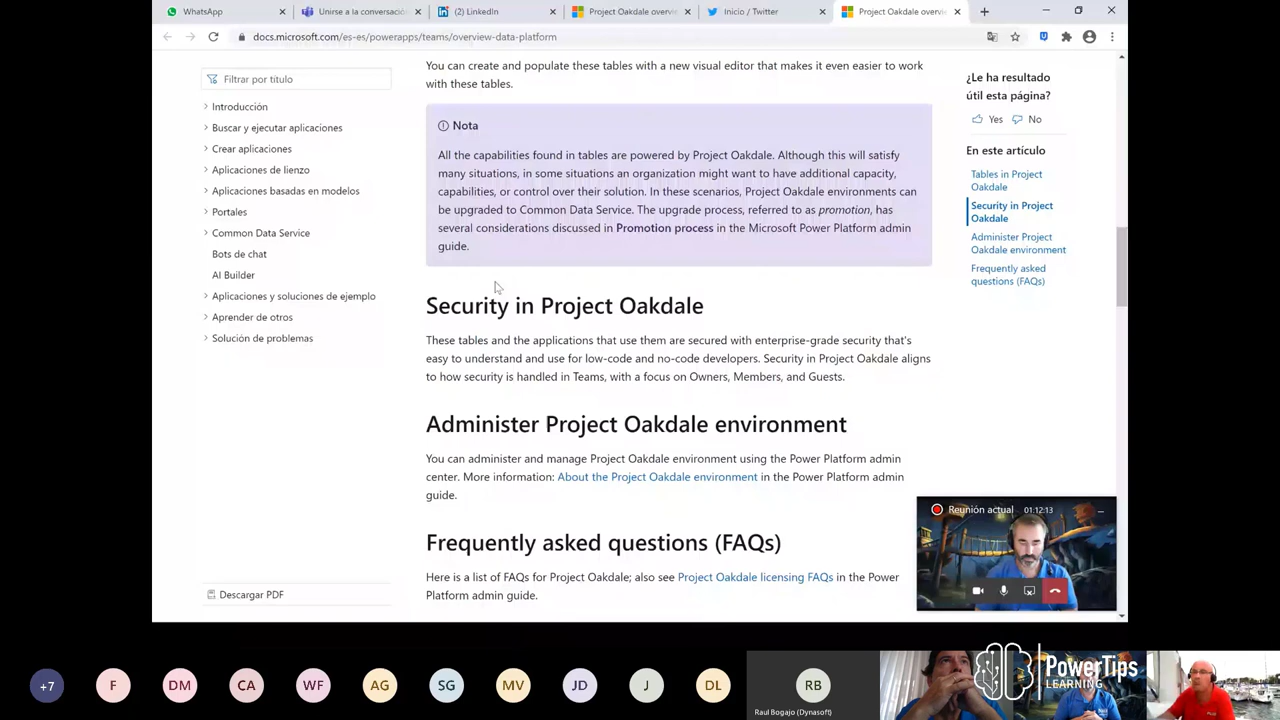 WhatsApp
Unirse a la conversació
(2) LinkedIn
Project Oakdale overvie
Inicio / Twitter
Project Oakdale overvi
docs.microsoft.com/es-es/powerapps/teams/overview-data-platform
Filtrar por título
Introducción
Buscar y ejecutar aplicaciones
Crear aplicaciones
Aplicaciones de lienzo
Aplicaciones basadas en modelos
Portales
Common Data Service
Bots de chat
AI Builder
Aplicaciones y soluciones de ejemplo
Aprender de otros
Solución de problemas
Descargar PDF
You can create and populate these tables with a new visual editor that makes it even easier to work
with these tables.
Nota
All the capabilities found in tables are powered by Project Oakdale. Although this will satisfy
many situations, in some situations an organization might want to have additional capacity,
capabilities, or control over their solution. In these scenarios, Project Oakdale environments can
be upgraded to Common Data Service. The upgrade process, referred to as promotion, has
several considerations discussed in Promotion process in the Microsoft Power Platform admin
guide.
Security in Project Oakdale
These tables and the applications that use them are secured with enterprise-grade security that's
easy to understand and use for low-code and no-code developers. Security in Project Oakdale aligns
to how security is handled in Teams, with a focus on Owners, Members, and Guests.
Administer Project Oakdale environment
You can administer and manage Project Oakdale environment using the Power Platform admin
center. More information: About the Project Oakdale environment in the Power Platform admin
guide.
Frequently asked questions (FAQs)
Here is a list of FAQs for Project Oakdale; also see Project Oakdale licensing FAQs in the Power
Platform admin guide.
¿Le ha resultado
útil esta página?
Yes No
En este artículo
Tables in Project
Oakdale
Security in Project
Oakdale
Administer Project
Oakdale environment
Frequently asked
questions (FAQs)
Reunión actual 01:12:13
+7
F
DM
CA
WF
AG
SG
MV
JD
J
DL
RB
Raul Bogajo (Dynasoft)
PowerTips
LEARNING